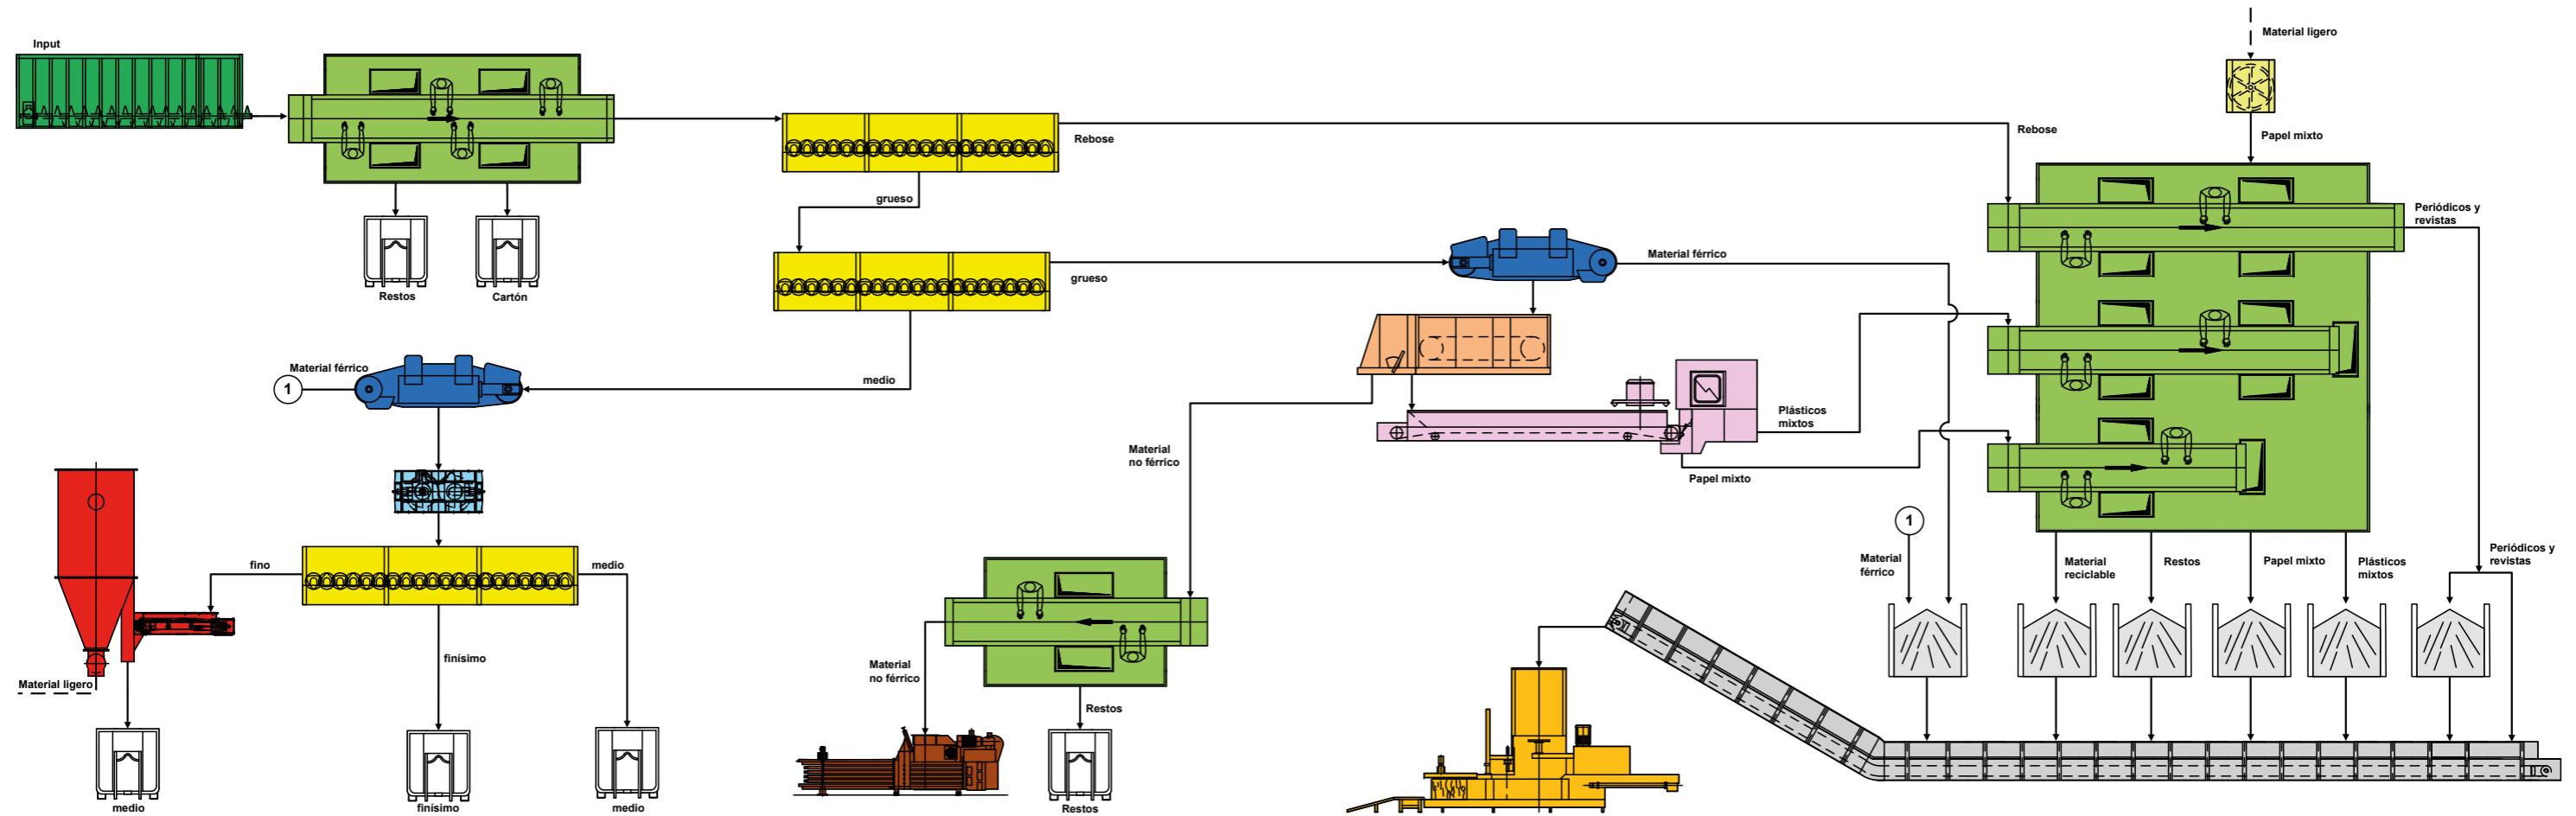 Input
Material ligero
Papel mixto
Rebose
Rebose
grueso
Periódicos y
revistas
Restos
Cartón
grueso
Material férrico
Material férrico
1
medio
Plásticos
mixtos
Material
no férrico
Papel mixto
1
Material
férrico
Material
reciclable
Restos
Papel mixto
Plásticos
mixtos
Periódicos y
revistas
fino
medio
finísimo
Material ligero
Material
no férrico
Restos
medio
finísimo
medio
Restos